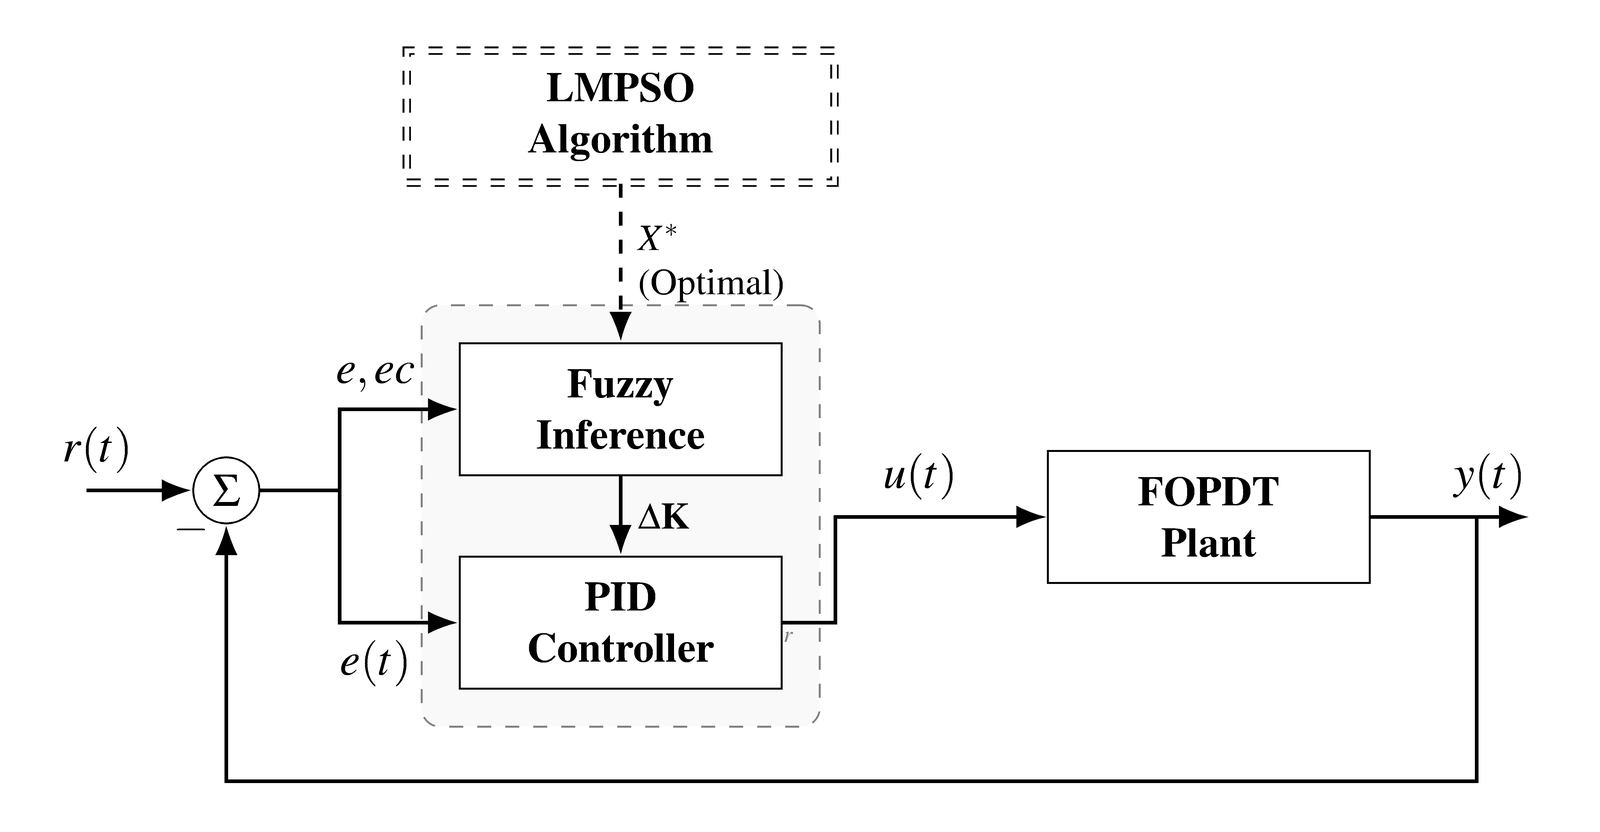 LMPSO
Algorithm
X*
(Optimal)
e, ec
Fuzzy
Inference
r(t)
Σ
−
ΔK
u(t)
FOPDT
Plant
y(t)
PID
Controller
r
e(t)